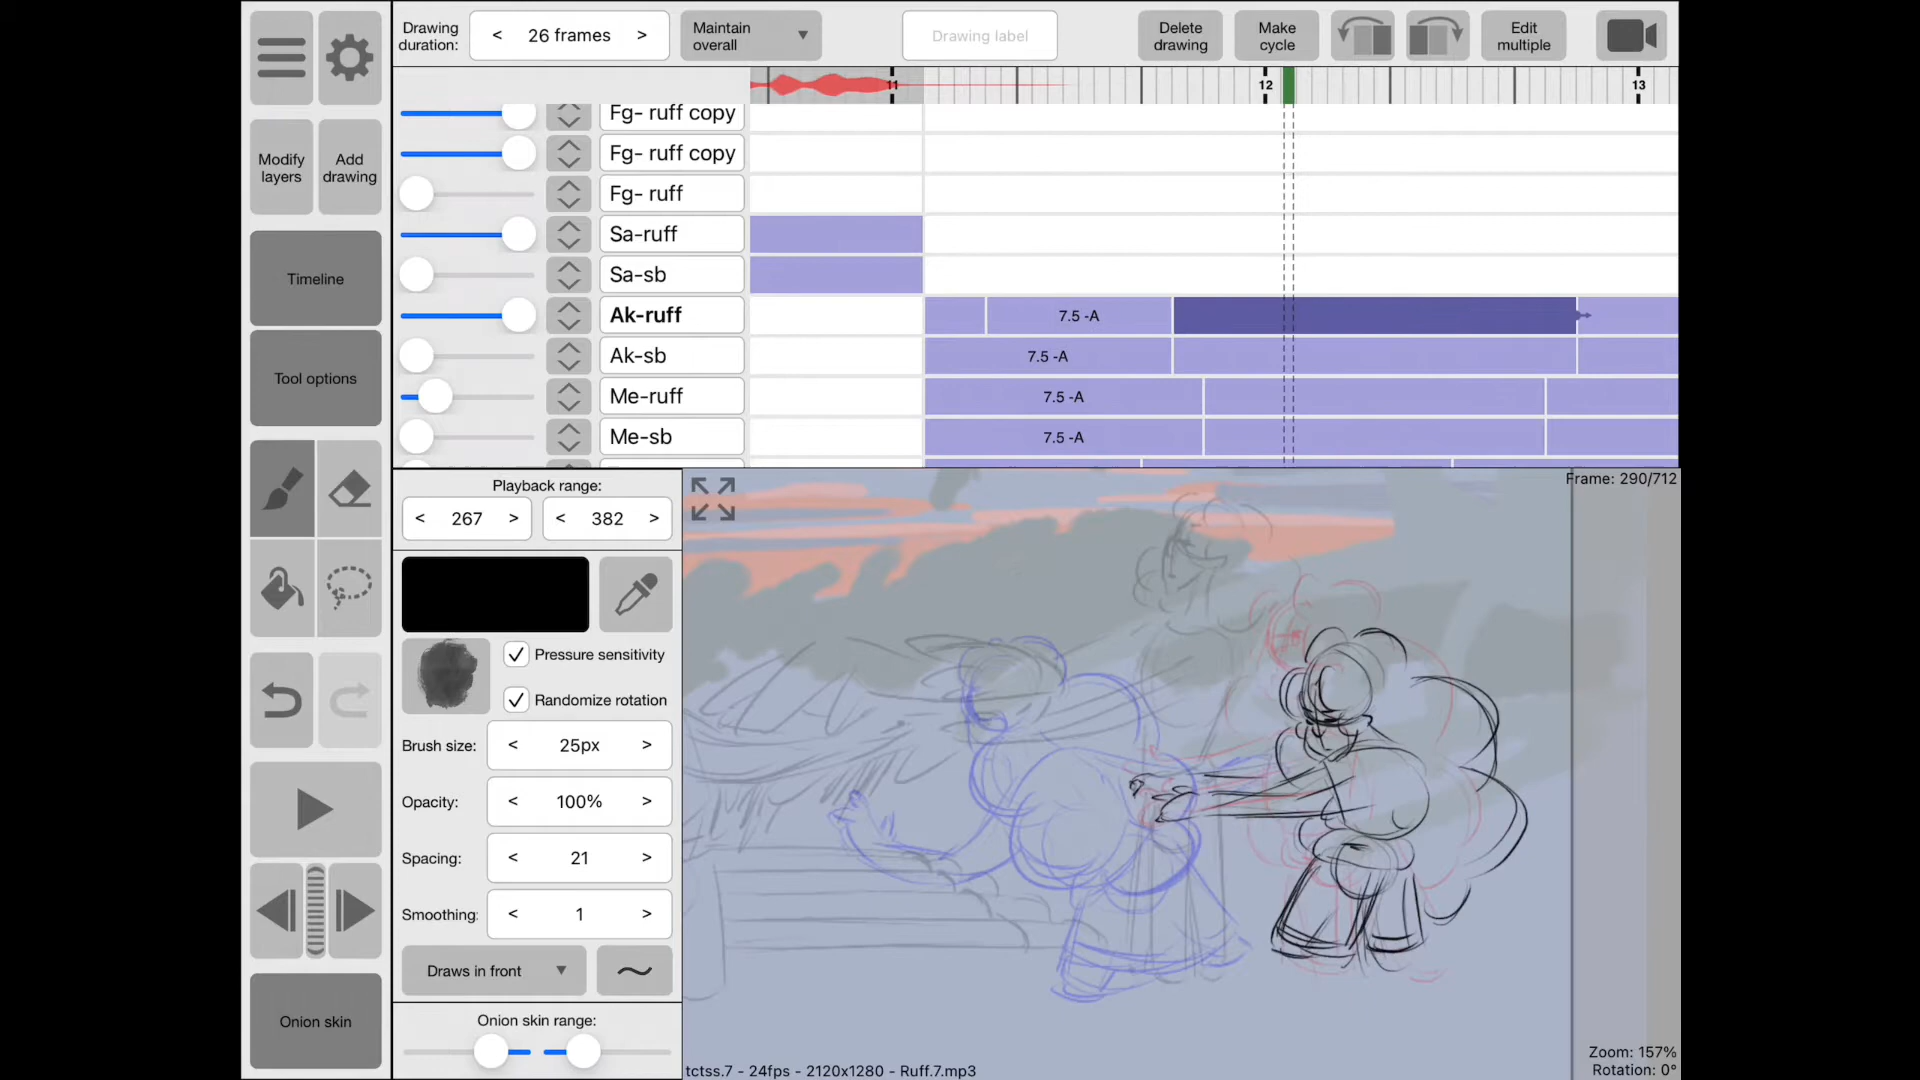 Drawing
duration:
< 26 frames >
Maintain
overall
Drawing label
Delete
drawing
Make
cycle
Edit
multiple
11
12
13
Modify
layers
Add
drawing
Timeline
Tool options
Onion skin
Fg- ruff copy
Fg- ruff copy
Fg- ruff
Sa-ruff
Sa-sb
Ak-ruff
7.5 -A
Ak-sb
7.5 -A
Me-ruff
7.5 -A
Me-sb
7.5 -A
Playback range:
< 267 >
< 382 >
Pressure sensitivity
Randomize rotation
Brush size:
< 25px >
Opacity:
< 100% >
Spacing:
< 21 >
Smoothing:
< 1 >
Draws in front
Onion skin range:
Frame: 290/712
Zoom: 157%
Rotation: 0°
tctss.7 - 24fps - 2120x1280 - Ruff.7.mp3